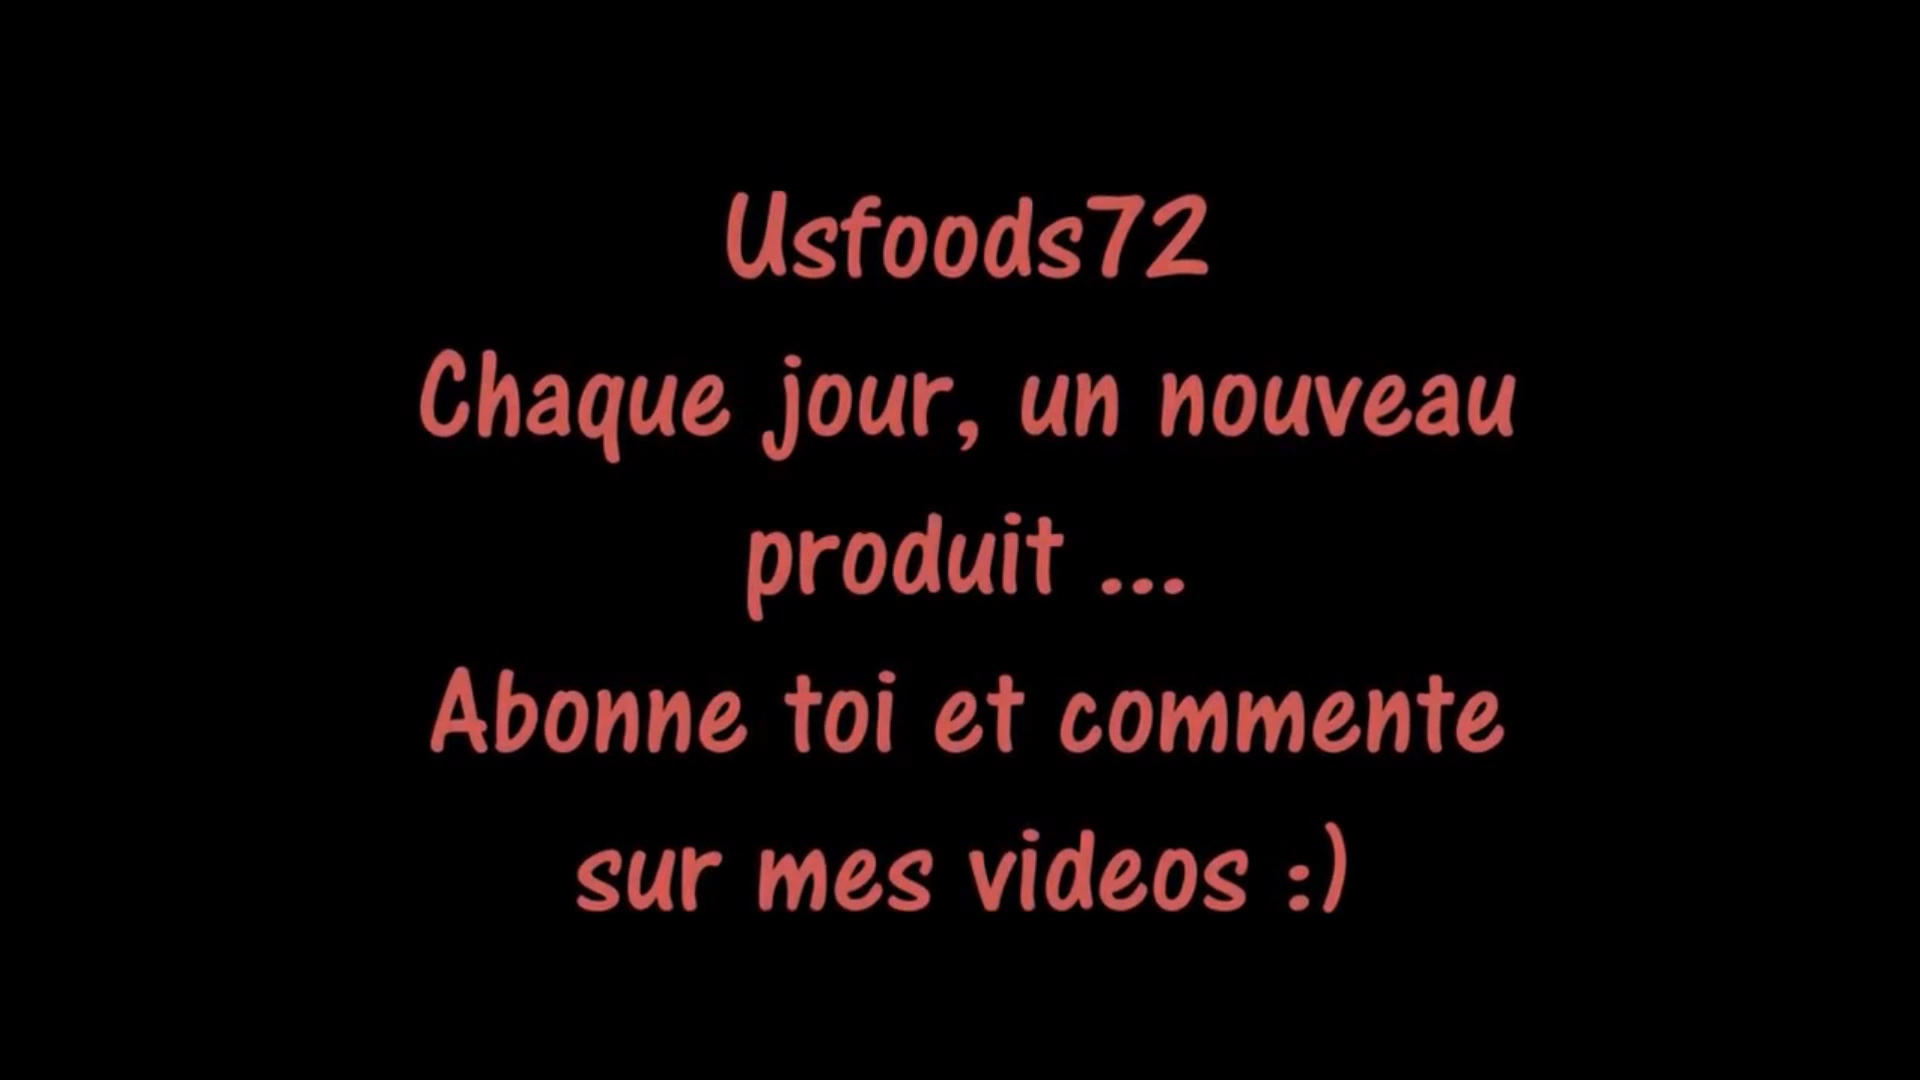 Usfoods72
Chaque jour, un nouveau
produit ...
Abonne toi et commente
sur mes videos :)